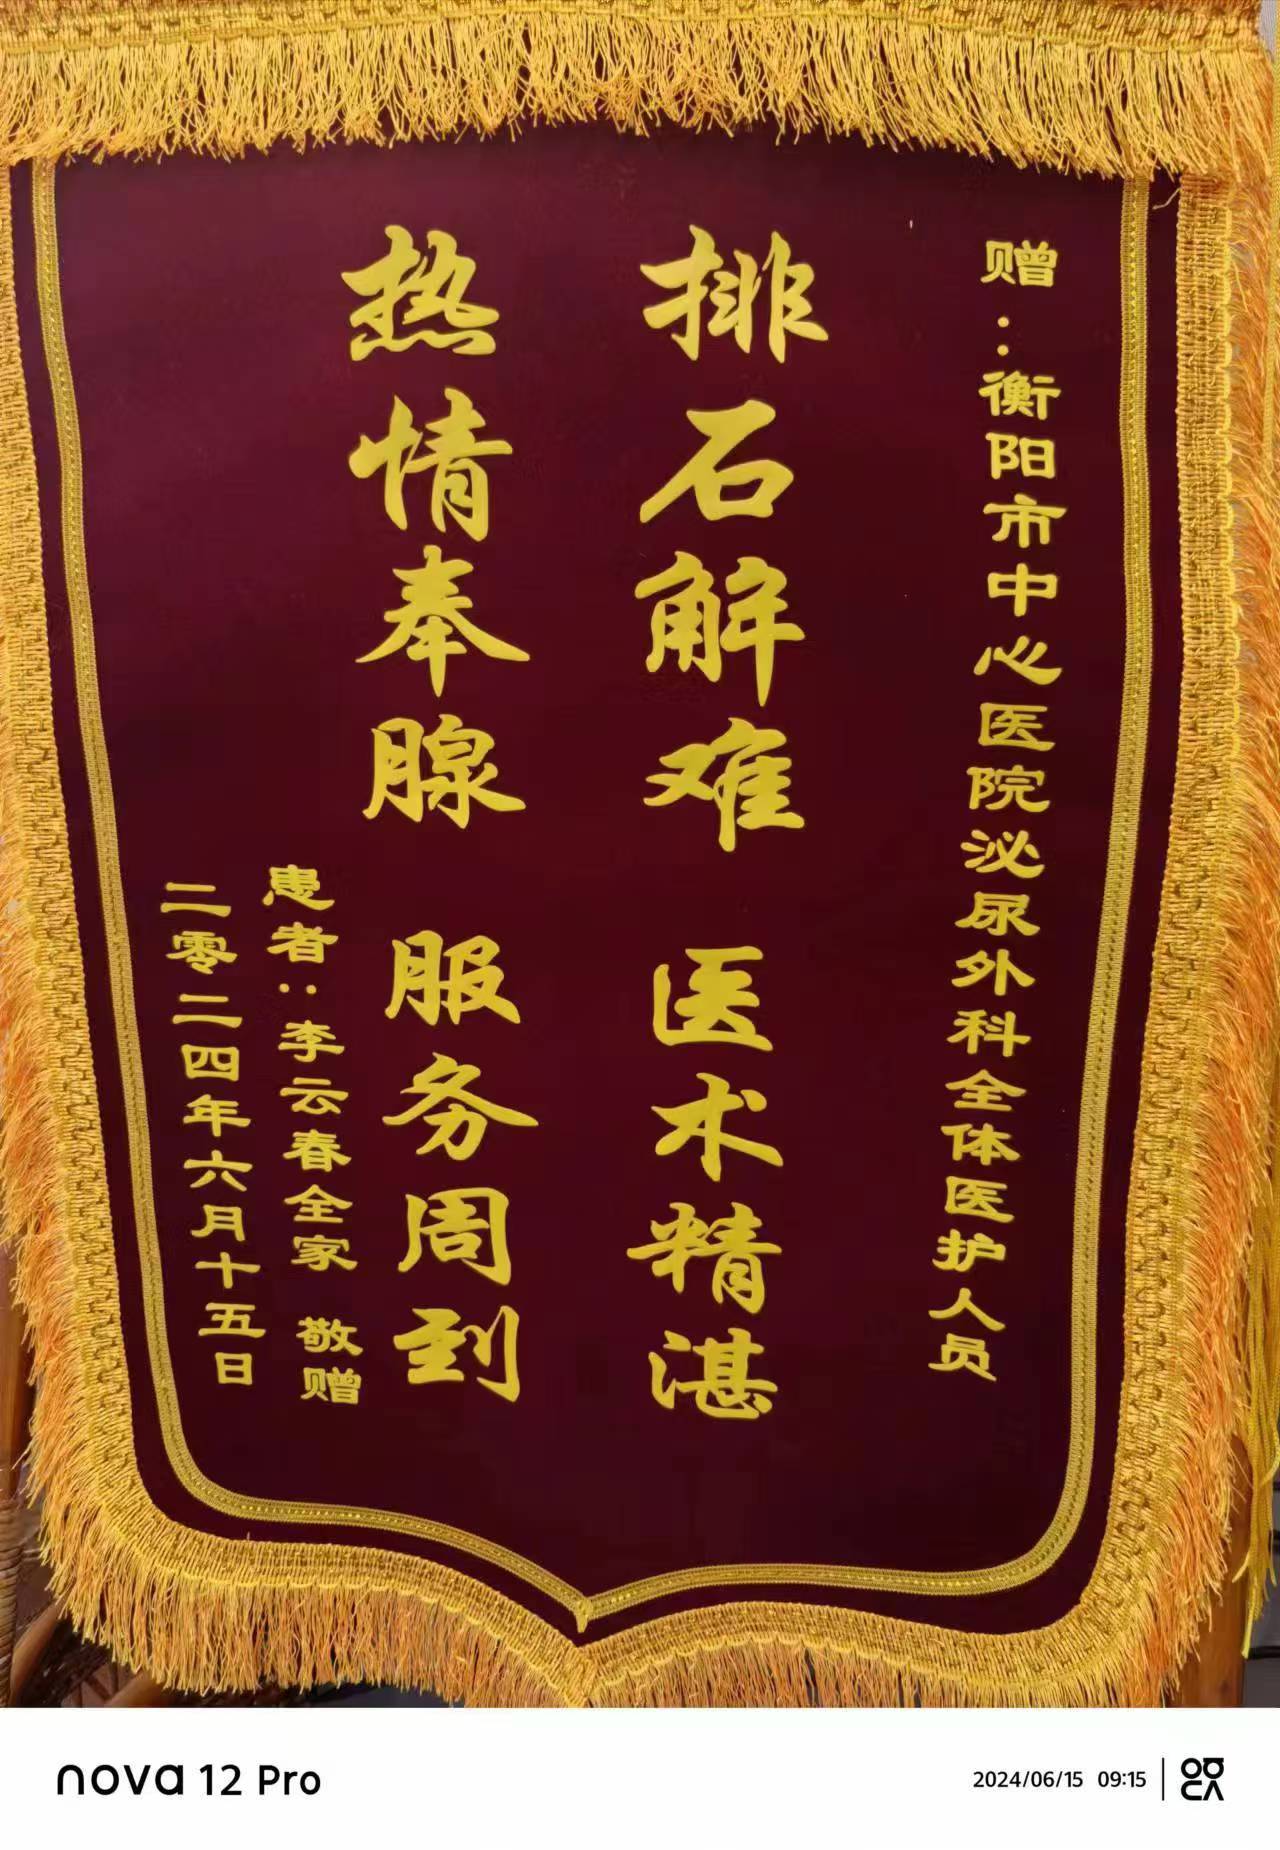 赠：衡阳市中心医院泌尿外科全体医护人员
排石解难 医术精湛
热情奉腺 服务周到
患者：李云春全家 敬赠
二零二四年六月十五日
nova 12 Pro
2024/06/15 09:15